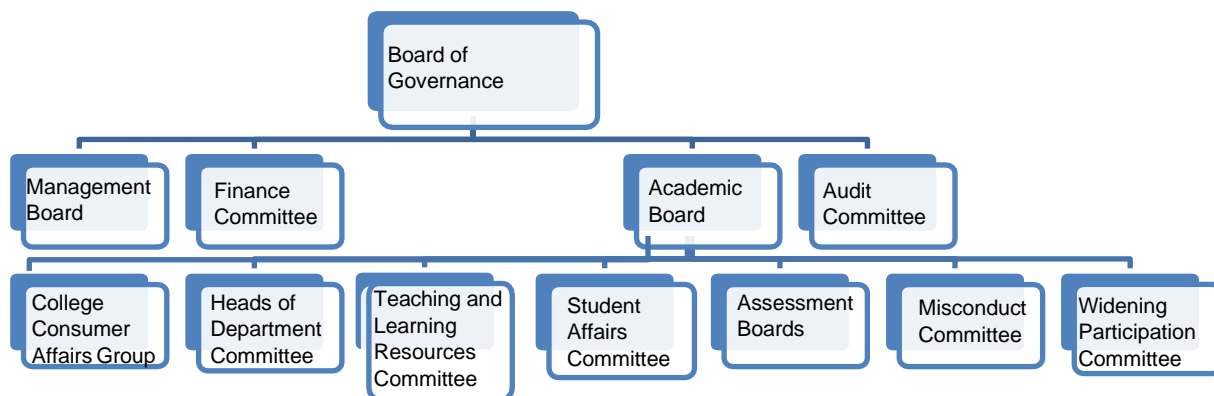 Board of
Governance
Management
Board
Finance
Committee
Academic
Board
Audit
Committee
College
Consumer
Affairs Group
Heads of
Department
Committee
Teaching and
Learning
Resources
Committee
Student
Affairs
Committee
Assessment
Boards
Misconduct
Committee
Widening
Participation
Committee